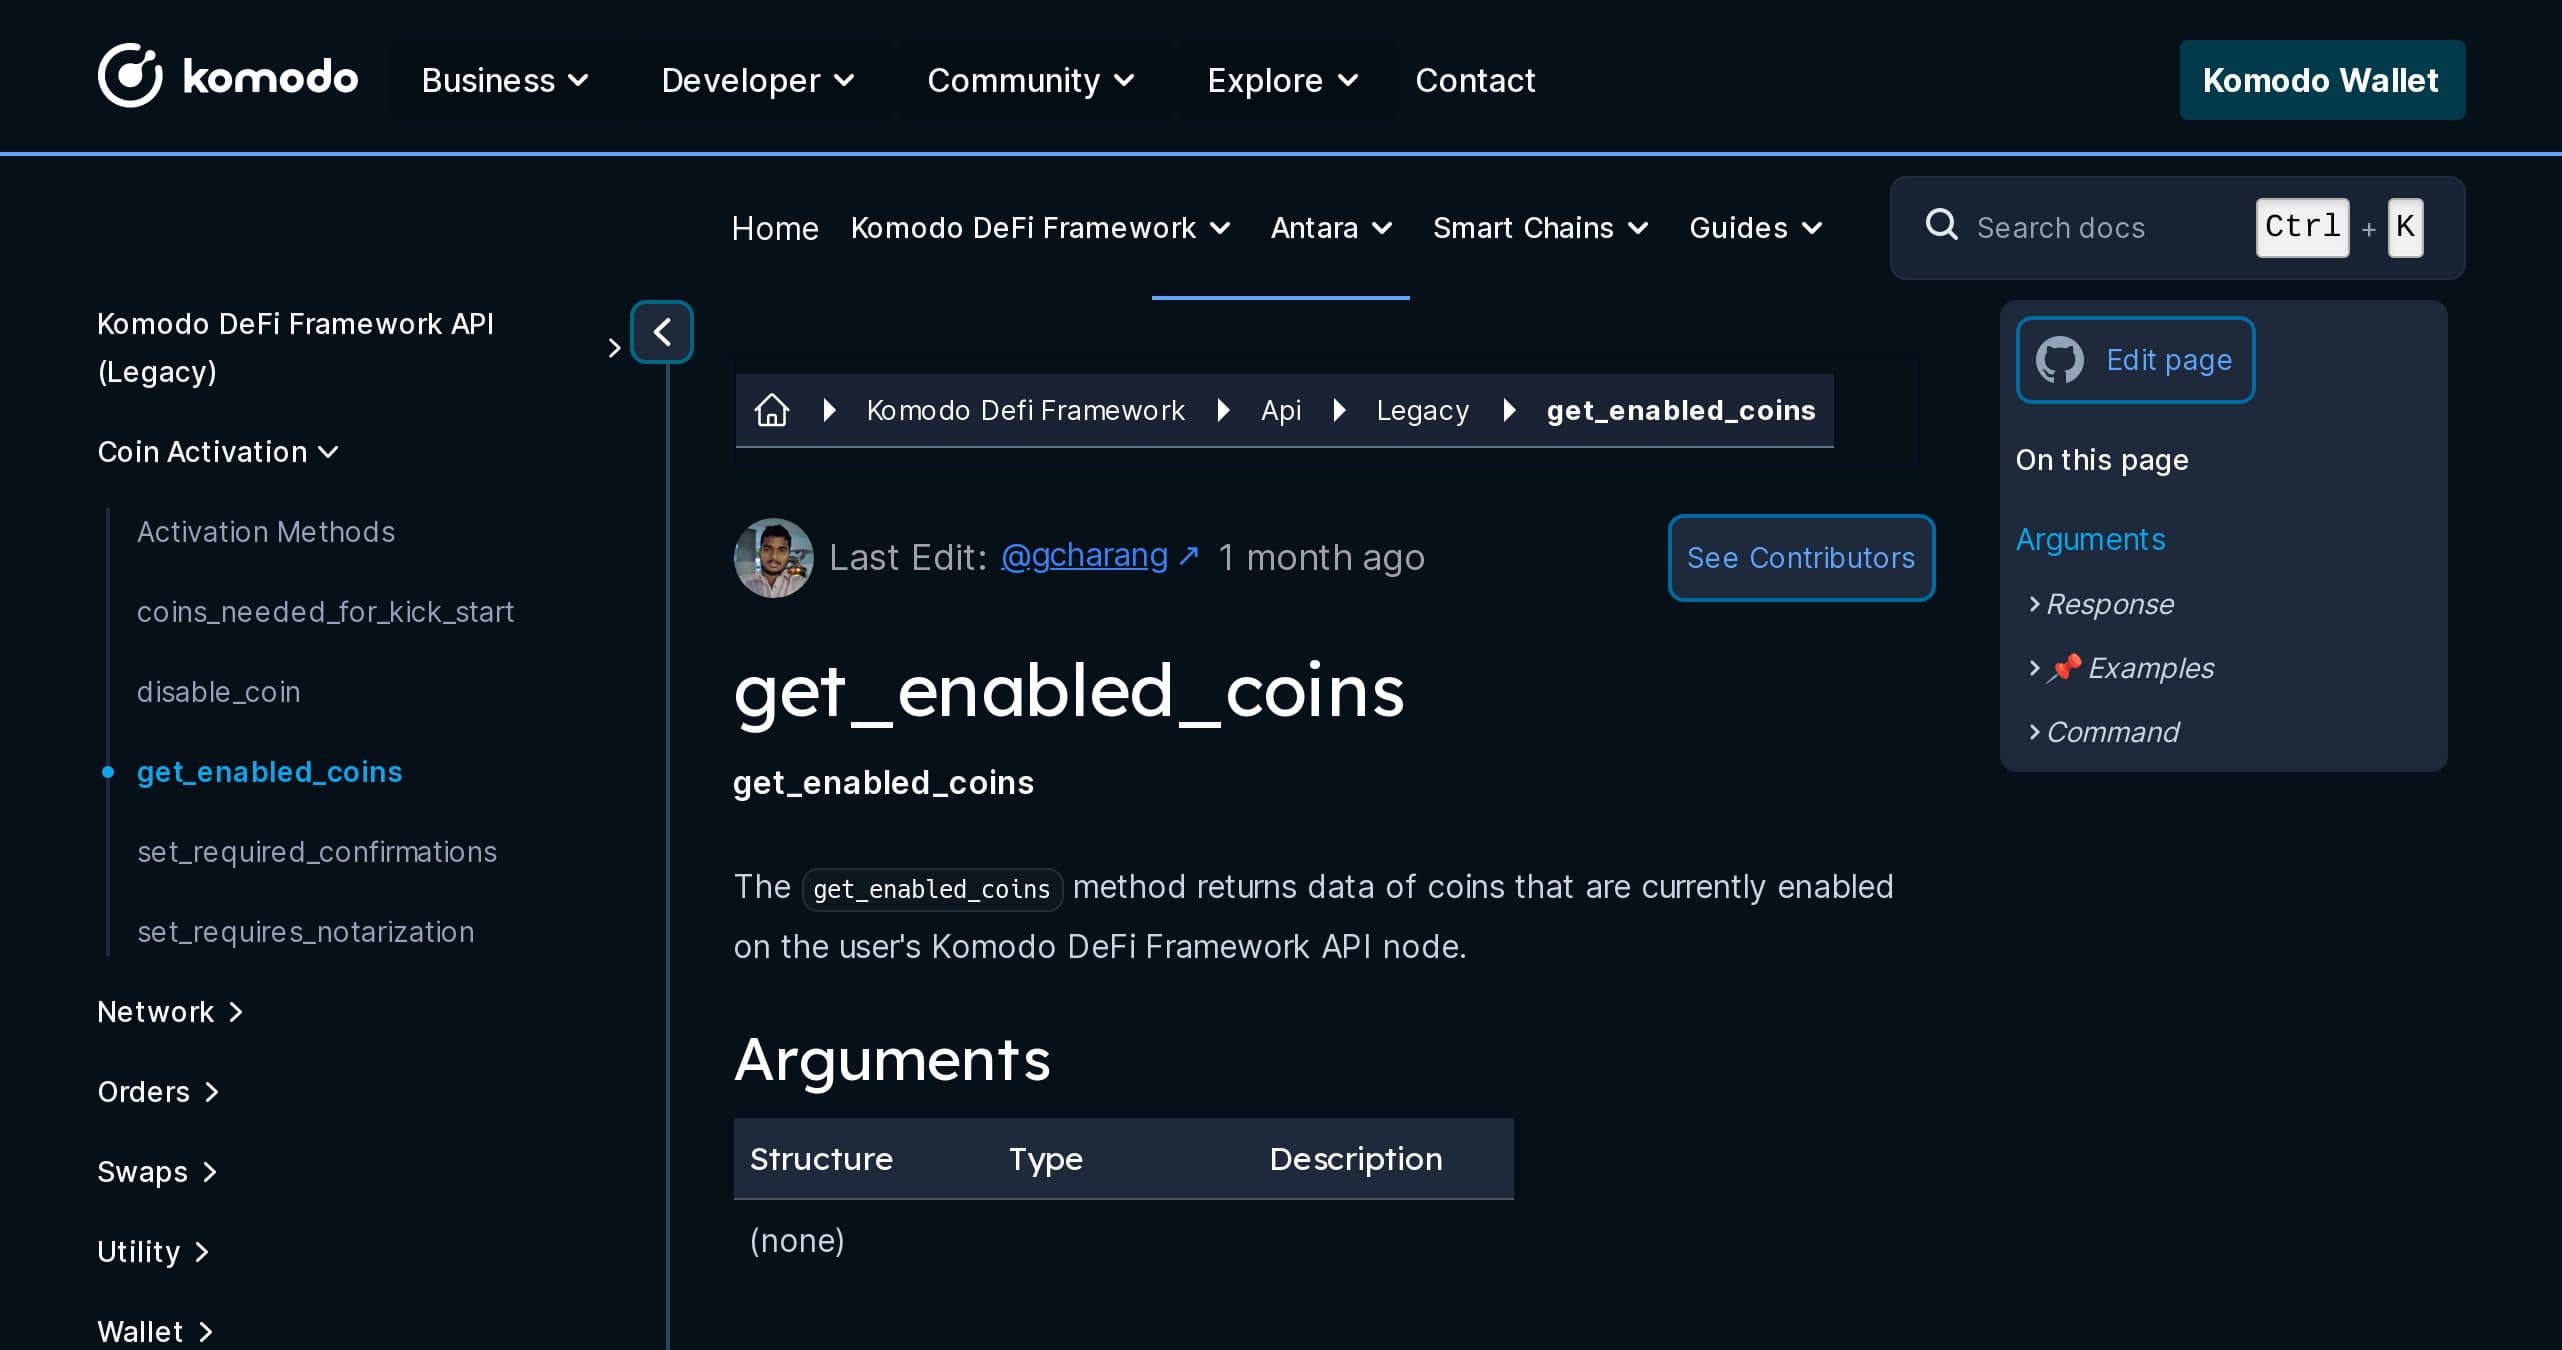 komodo
Business
Developer
Community
Explore
Contact
Komodo Wallet
Home
Komodo DeFi Framework
Antara
Smart Chains
Guides
Search docs
Ctrl + K
Komodo DeFi Framework API
(Legacy)
Coin Activation
Activation Methods
coins_needed_for_kick_start
disable_coin
get_enabled_coins
set_required_confirmations
set_requires_notarization
Network
Orders
Swaps
Utility
Wallet
Komodo Defi Framework
Api
Legacy
get_enabled_coins
Last Edit: @gcharang ↗ 1 month ago
See Contributors
get_enabled_coins
get_enabled_coins
The get_enabled_coins method returns data of coins that are currently enabled
on the user's Komodo DeFi Framework API node.
Arguments
Structure Type Description
(none)
Edit page
On this page
Arguments
Response
📌 Examples
Command